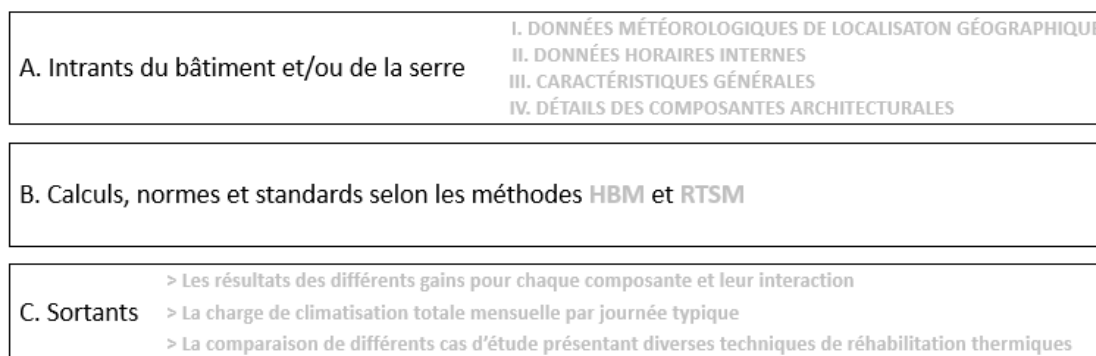 I. DONNÉES MÉTÉOROLOGIQUES DE LOCALISATON GÉOGRAPHIQUE
A. Intrants du bâtiment et/ou de la serre
II. DONNÉES HORAIRES INTERNES
III. CARACTÉRISTIQUES GÉNÉRALES
IV. DÉTAILS DES COMPOSANTES ARCHITECTURALES
B. Calculs, normes et standards selon les méthodes HBM et RTSM
C. Sortants
> Les résultats des différents gains pour chaque composante et leur interaction
> La charge de climatisation totale mensuelle par journée typique
> La comparaison de différents cas d'étude présentant diverses techniques de réhabilitation thermiques